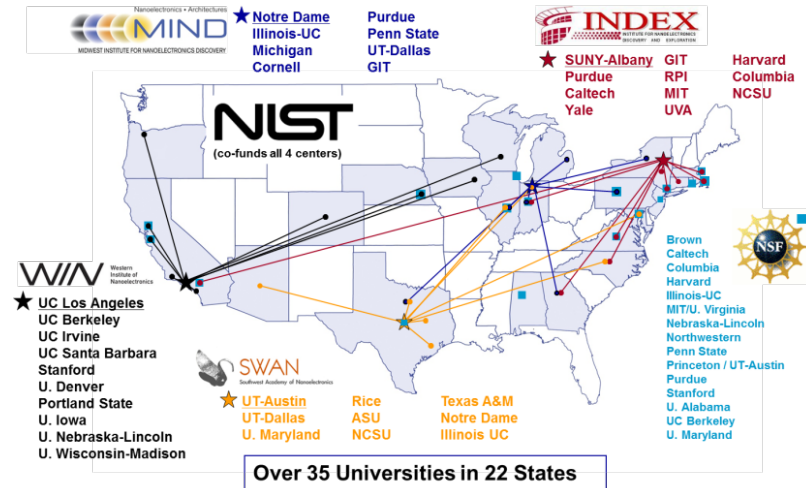 Nanoelectronics • Architectures
MIND
MIDWEST INSTITUTE FOR NANOELECTRONICS DISCOVERY
Notre Dame Purdue
Illinois-UC Penn State
Michigan UT-Dallas
Cornell GIT
INDEX
INSTITUTE FOR NANOELECTRONICS
DISCOVERY AND EXPLORATION
SUNY-Albany GIT Harvard
Purdue RPI Columbia
Caltech MIT NCSU
Yale UVA
NIST
(co-funds all 4 centers)
WIN
Western
Institute of
Nanoelectronics
UC Los Angeles
UC Berkeley
UC Irvine
UC Santa Barbara
Stanford
U. Denver
Portland State
U. Iowa
U. Nebraska-Lincoln
U. Wisconsin-Madison
NSF
Brown
Caltech
Columbia
Harvard
Illinois-UC
MIT/U. Virginia
Nebraska-Lincoln
Northwestern
Penn State
Princeton / UT-Austin
Purdue
Stanford
U. Alabama
UC Berkeley
U. Maryland
SWAN
Southwest Academy of Nanoelectronics
UT-Austin Rice Texas A&M
UT-Dallas ASU Notre Dame
U. Maryland NCSU Illinois UC
Over 35 Universities in 22 States